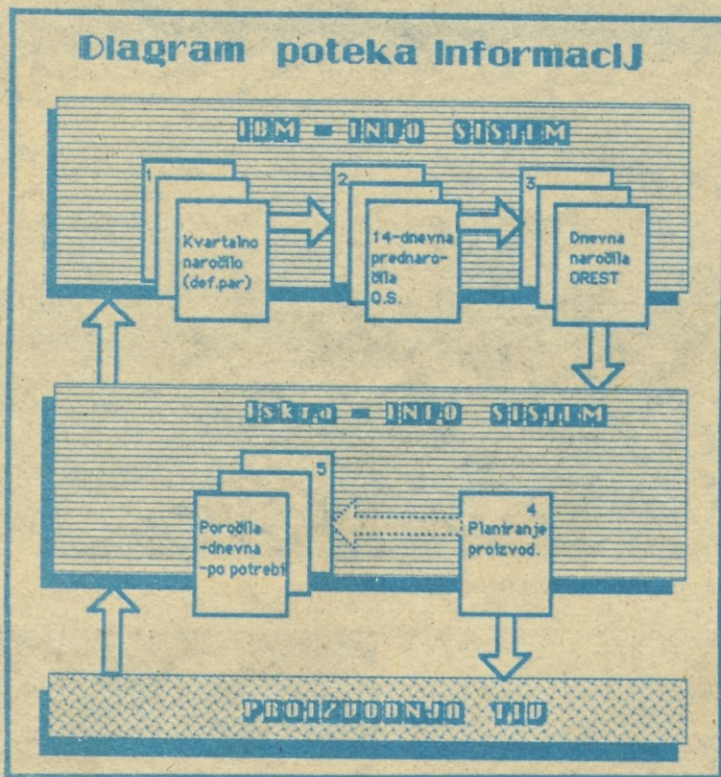 Diagram poteka informacij
IBM - INFO SISTEM
1
Kvartalno
naročilo
(def.par)
2
14-dnevna
prednaro-
čila
Q.S.
3
Dnevna
naročila
OREST
Iskra - INFO SISTEM
5
Poročila
-dnevna
-po potrebi
4
Planiranje
proizvod.
PROIZVODNJA TIV